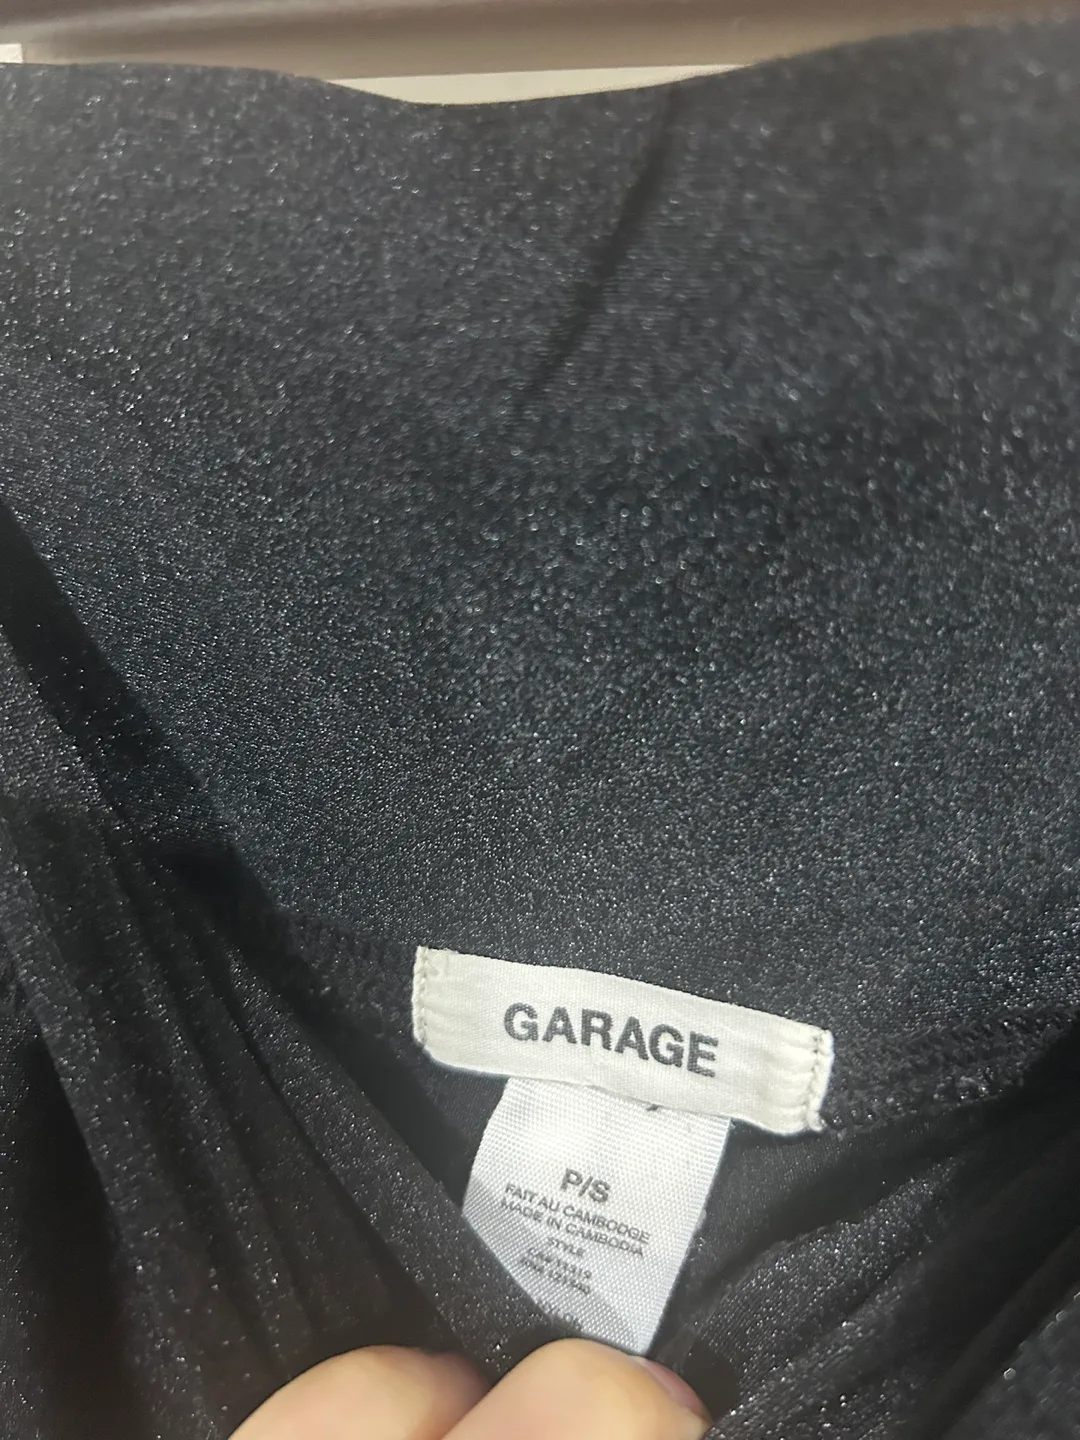 GARAGE
P/S
FAIT AU CAMBODGE
MADE IN CAMBODIA
STYLE